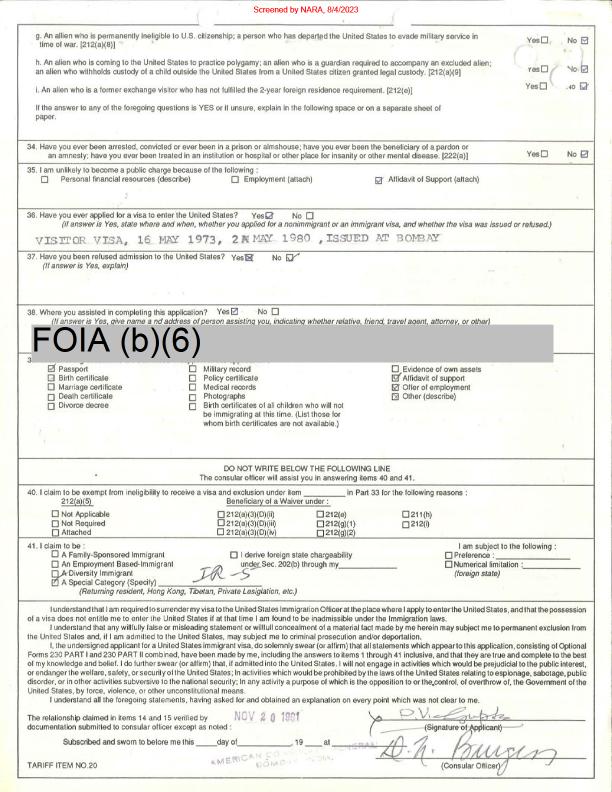 Screened by NARA, 8/4/2023
g. An alien who is permanently ineligible to U.S. citizenship; a person who has departed the United States to evade military service in Yes☐ No ☑
time of war. [212(a)(8)]
h. An alien who is coming to the United States to practice polygamy; an alien who is a guardian required to accompany an excluded alien;
an alien who withholds custody of a child outside the United States from a United States citizen granted legal custody. [212(a)(9] Yes☐ No ☑
i. An alien who is a former exchange visitor who has not fulfilled the 2-year foreign residence requirement. [212(e)] Yes☐ ☑
If the answer to any of the foregoing questions is YES or if unsure, explain in the following space or on a separate sheet of
paper.
34. Have you ever been arrested, convicted or ever been in a prison or almshouse; have you ever been the beneficiary of a pardon or
an amnesty; have you ever been treated in an institution or hospital or other place for insanity or other mental disease. [222(a)] Yes☐ No ☑
35. I am unlikely to become a public charge because of the following :
☐ Personal financial resources (describe) ☐ Employment (attach) ☑ Affidavit of Support (attach)
36. Have you ever applied for a visa to enter the United States? Yes☑ No ☐
(if answer is Yes, state where and when, whether you applied for a nonimmigrant or an immigrant visa, and whether the visa was issued or refused.)
VISITOR VISA, 16 MAY 1973, MAY 1980 , ISSUED AT BOMBAY
37. Have you been refused admission to the United States? Yes☒ No ☑
(If answer is Yes, explain)
38. Where you assisted in completing this application? Yes☑ No ☐
(If answer is Yes, give name a nd address of person assisting you, indicating whether relative, friend, travel agent, attorney, or other)
FOIA (b)(6)
3
☑ Passport ☐ Military record ☐ Evidence of own assets
☐ Birth certificate ☐ Policy certificate ☑ Affidavit of support
☐ Marriage certificate ☐ Medical records ☑ Offer of employment
☐ Death certificate ☐ Photographs ☒ Other (describe)
☐ Divorce decree ☐ Birth certificates of all children who will not
be immigrating at this time. (List those for
whom birth certificates are not available.)
DO NOT WRITE BELOW THE FOLLOWING LINE
The consular officer will assist you in answering items 40 and 41.
40. I claim to be exempt from ineligibility to receive a visa and exclusion under item ________ in Part 33 for the following reasons :
212(a)(5) Beneficiary of a Waiver under :
☐ Not Applicable ☐ 212(a)(3)(D)(ii) ☐ 212(e) ☐ 211(h)
☐ Not Required ☐ 212(a)(3)(D)(iii) ☐ 212(g)(1) ☐ 212(i)
☐ Attached ☐ 212(a)(3)(D)(iv) ☐ 212(g)(2)
41. I claim to be : I am subject to the following :
☐ A Family-Sponsored Immigrant ☐ I derive foreign state chargeability ☐ Preference :
☐ An Employment Based-Immigrant under Sec. 202(b) through my ☐ Numerical limitation :
☐ A Diversity Immigrant (foreign state)
☑ A Special Category (Specify) IR-5
(Returning resident, Hong Kong, Tibetan, Private Lesiglation, etc.)
I understand that I am required to surrender my visa to the United States Immigration Officer at the place where I apply to enter the United States, and that the possession
of a visa does not entitle me to enter the United States if at that time I am found to be inadmissible under the Immigration laws.
I understand that any willfully false or misleading statement or willfull concealment of a material fact made by me herein may subject me to permanent exclusion from
the United States and, if I am admitted to the United States, may subject me to criminal prosecution and/or deportation.
I, the undersigned applicant for a United States immigrant visa, do solemnly swear (or affirm) that all statements which appear to this application, consisting of Optional
Forms 230 PART I and 230 PART II combined, have been made by me, including the answers to items 1 through 41 inclusive, and that they are true and complete to the best
of my knowledge and belief. I do further swear (or affirm) that, if admitted into the United States. I will not engage in activities which would be prejudicial to the public interest,
or endanger the welfare, safely, or security of the United States; In activities which would be prohibited by the laws of the United States relating to espionage, sabotage, public
disorder, or in other activities subversive to the national security; In any activity a purpose of which is the opposition to or the control, of overthrow of, the Government of the
United States, by force, violence, or other unconstitutional means.
I understand all the foregoing statements, having asked for and obtained an explanation on every point which was not clear to me.
The relationship claimed in items 14 and 15 verified by NOV 20 1991
documentation submitted to consular officer except as noted : (Signature of Applicant)
Subscribed and sworn to before me this ____day of________, 19 ___ at
AMERICAN CONSULATE GENERAL
BOMBAY, INDIA
(Consular Officer)
TARIFF ITEM NO.20